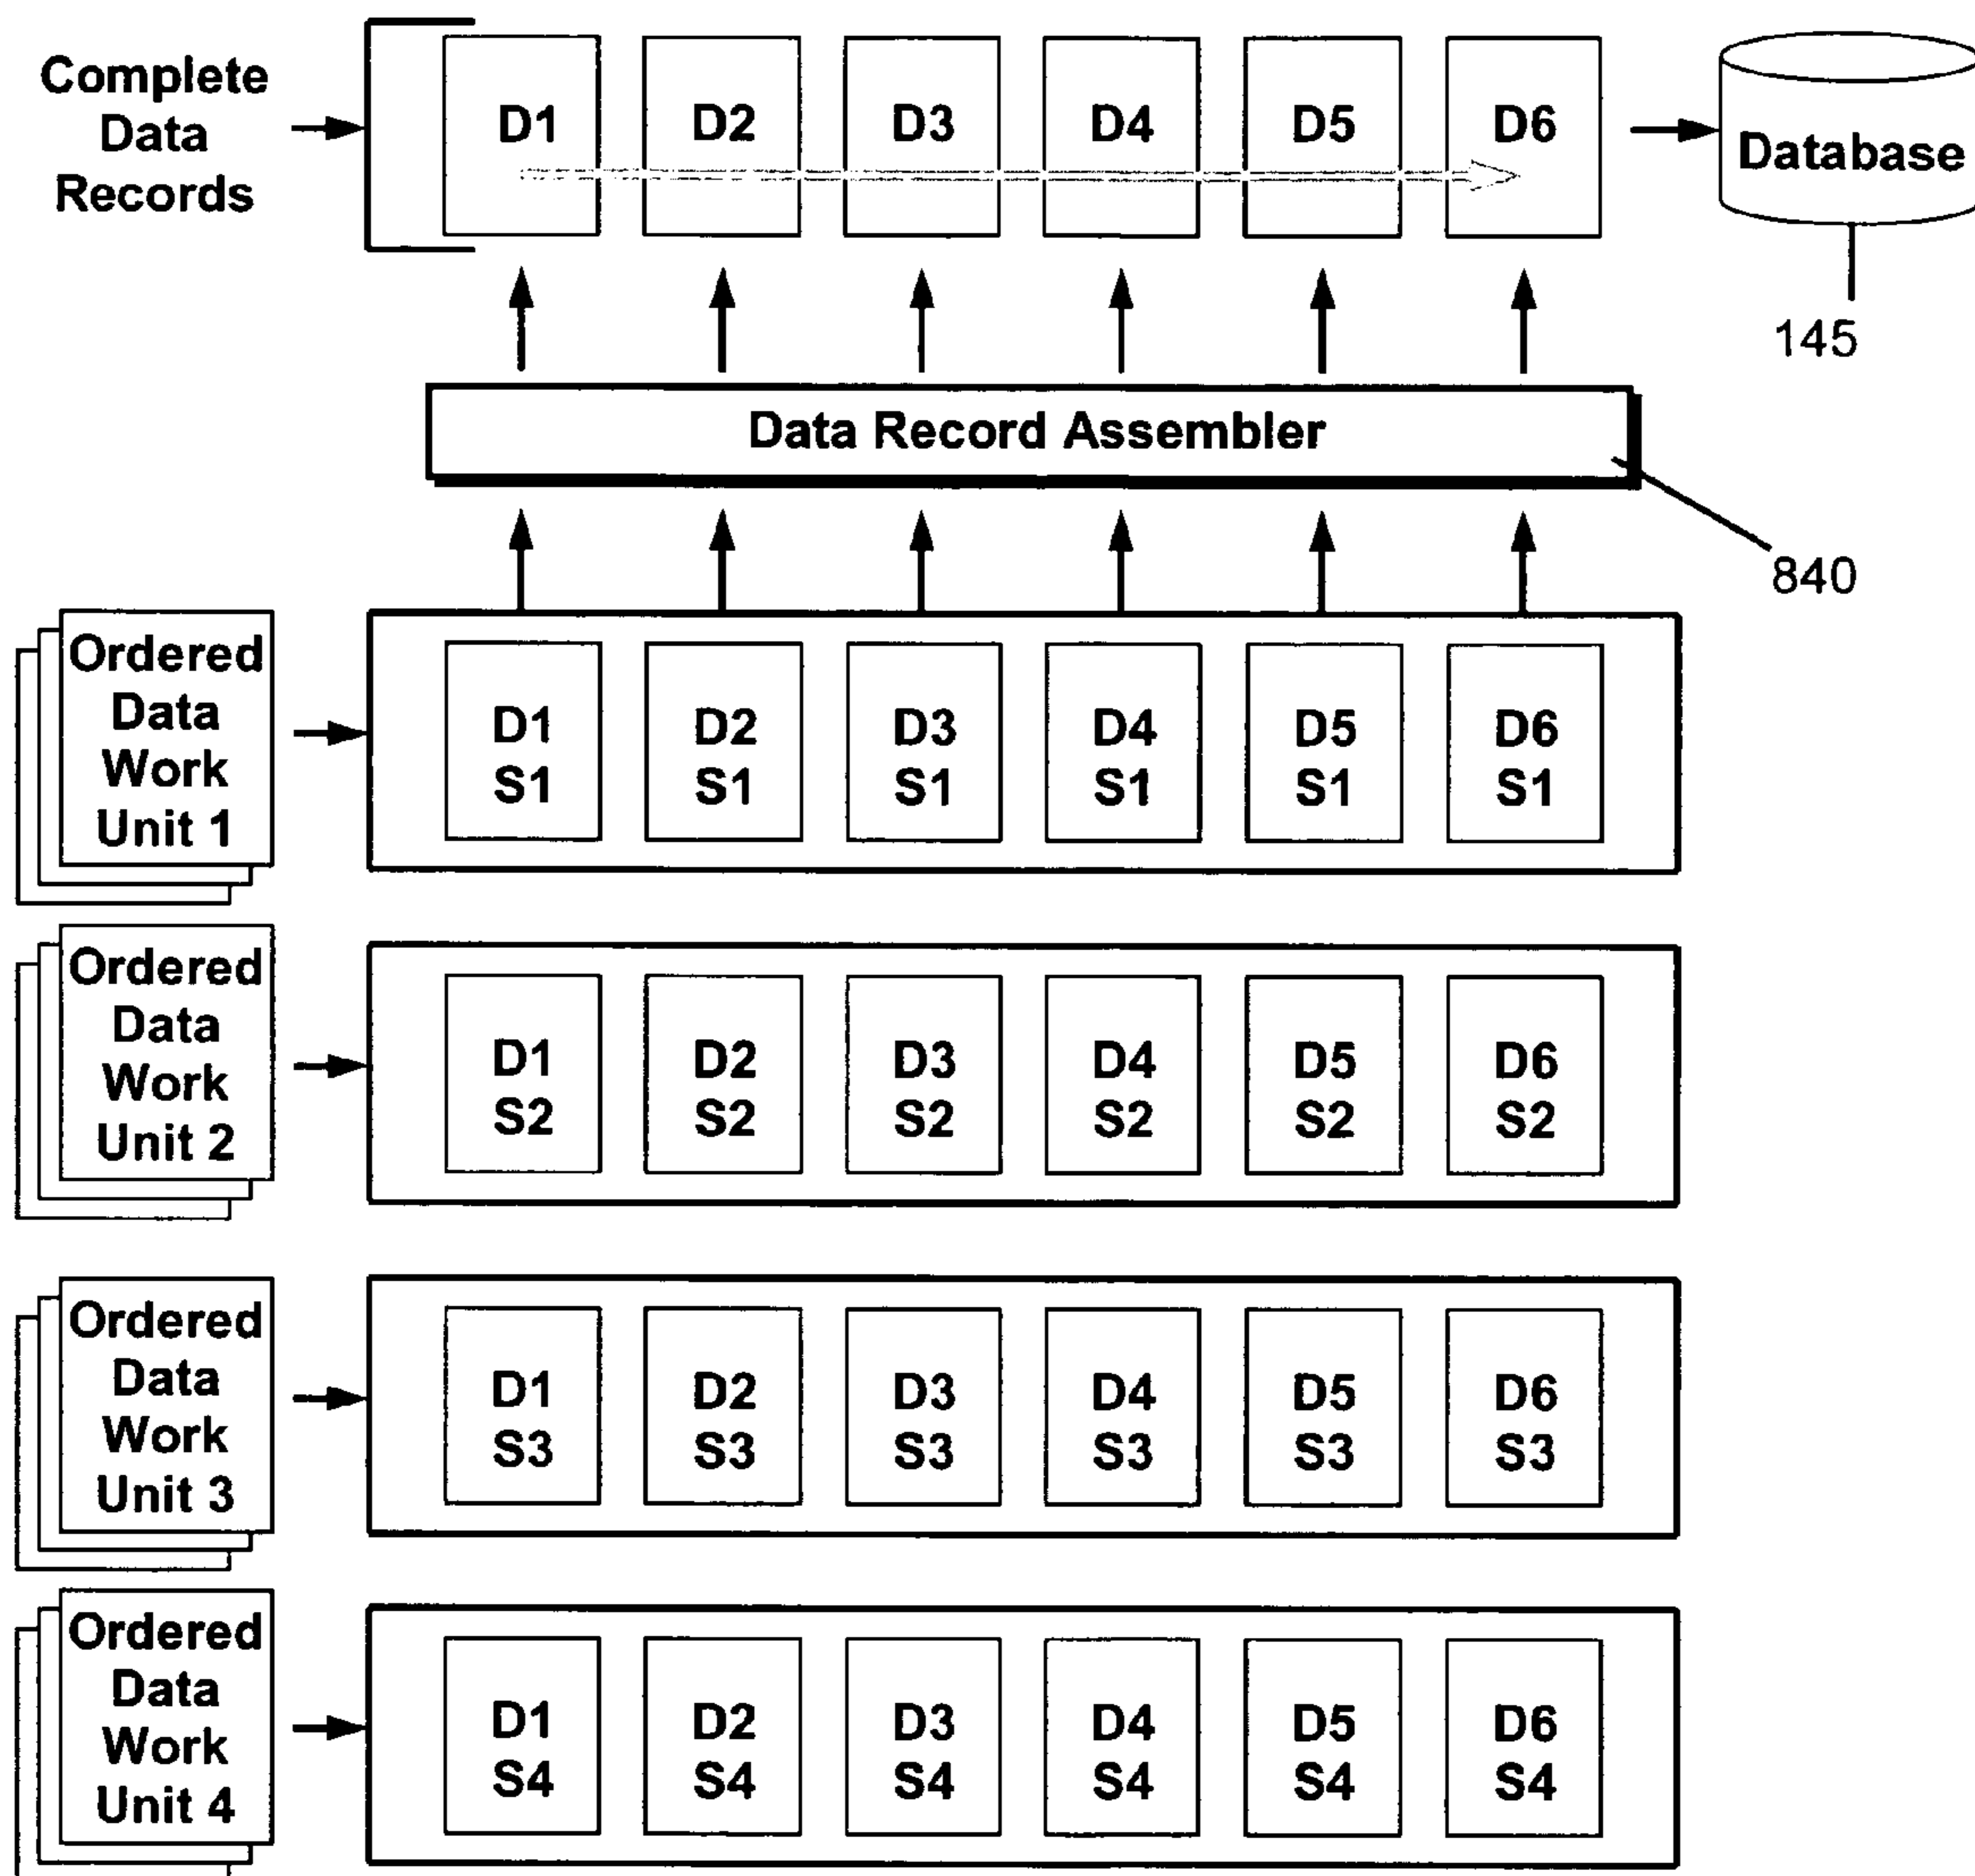 Complete
Data
Records
D1 D2 D3 D4 D5 D6
Database
145
Data Record Assembler
840
Ordered
Data
Work
Unit 1
D1 D2 D3 D4 D5 D6
S1 S1 S1 S1 S1 S1
Ordered
Data
Work
Unit 2
D1 D2 D3 D4 D5 D6
S2 S2 S2 S2 S2 S2
Ordered
Data
Work
Unit 3
D1 D2 D3 D4 D5 D6
S3 S3 S3 S3 S3 S3
Ordered
Data
Work
Unit 4
D1 D2 D3 D4 D5 D6
S4 S4 S4 S4 S4 S4